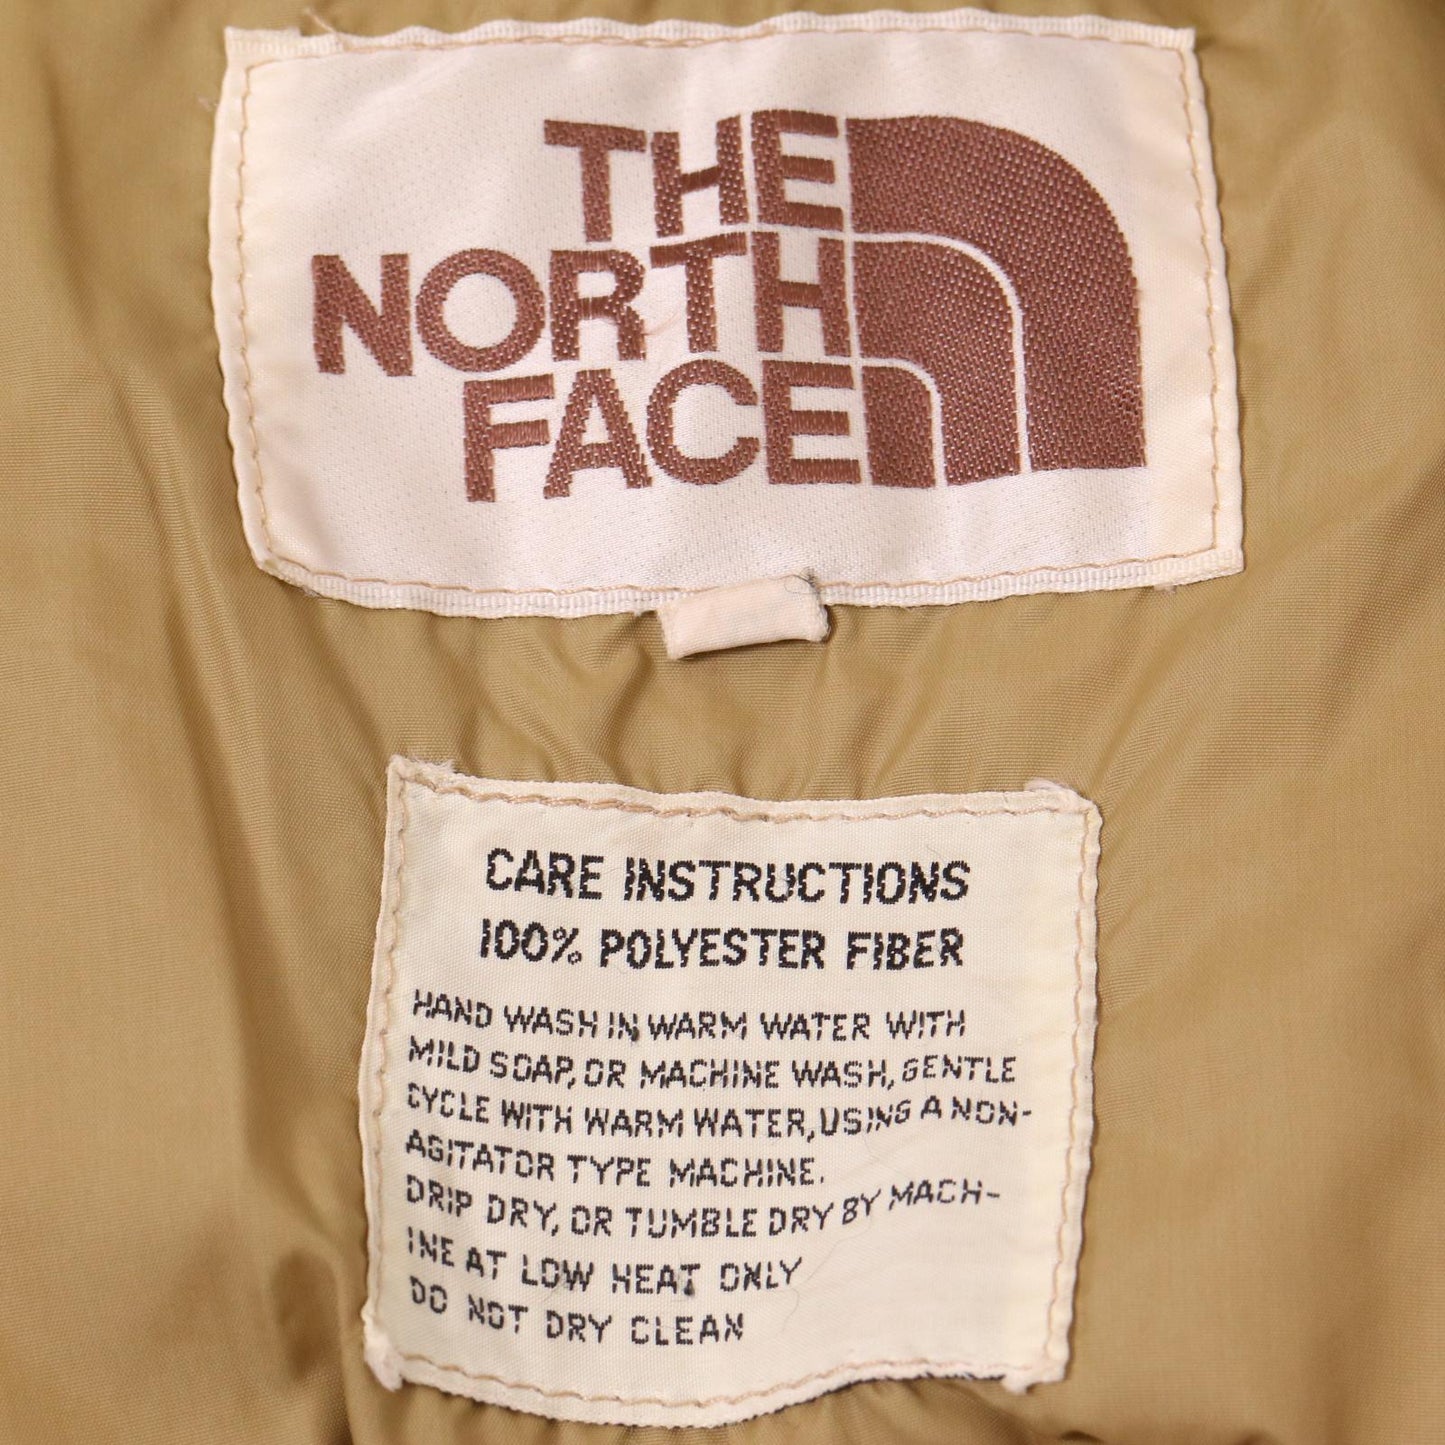 THE
NORTH
FACE
CARE INSTRUCTIONS
100% POLYESTER FIBER
HAND WASH IN WARM WATER WITH
MILD SOAP, OR MACHINE WASH, GENTLE
CYCLE WITH WARM WATER, USING A NON-
AGITATOR TYPE MACHINE.
DRIP DRY, OR TUMBLE DRY BY MACH-
INE AT LOW HEAT ONLY
DO NOT DRY CLEAN